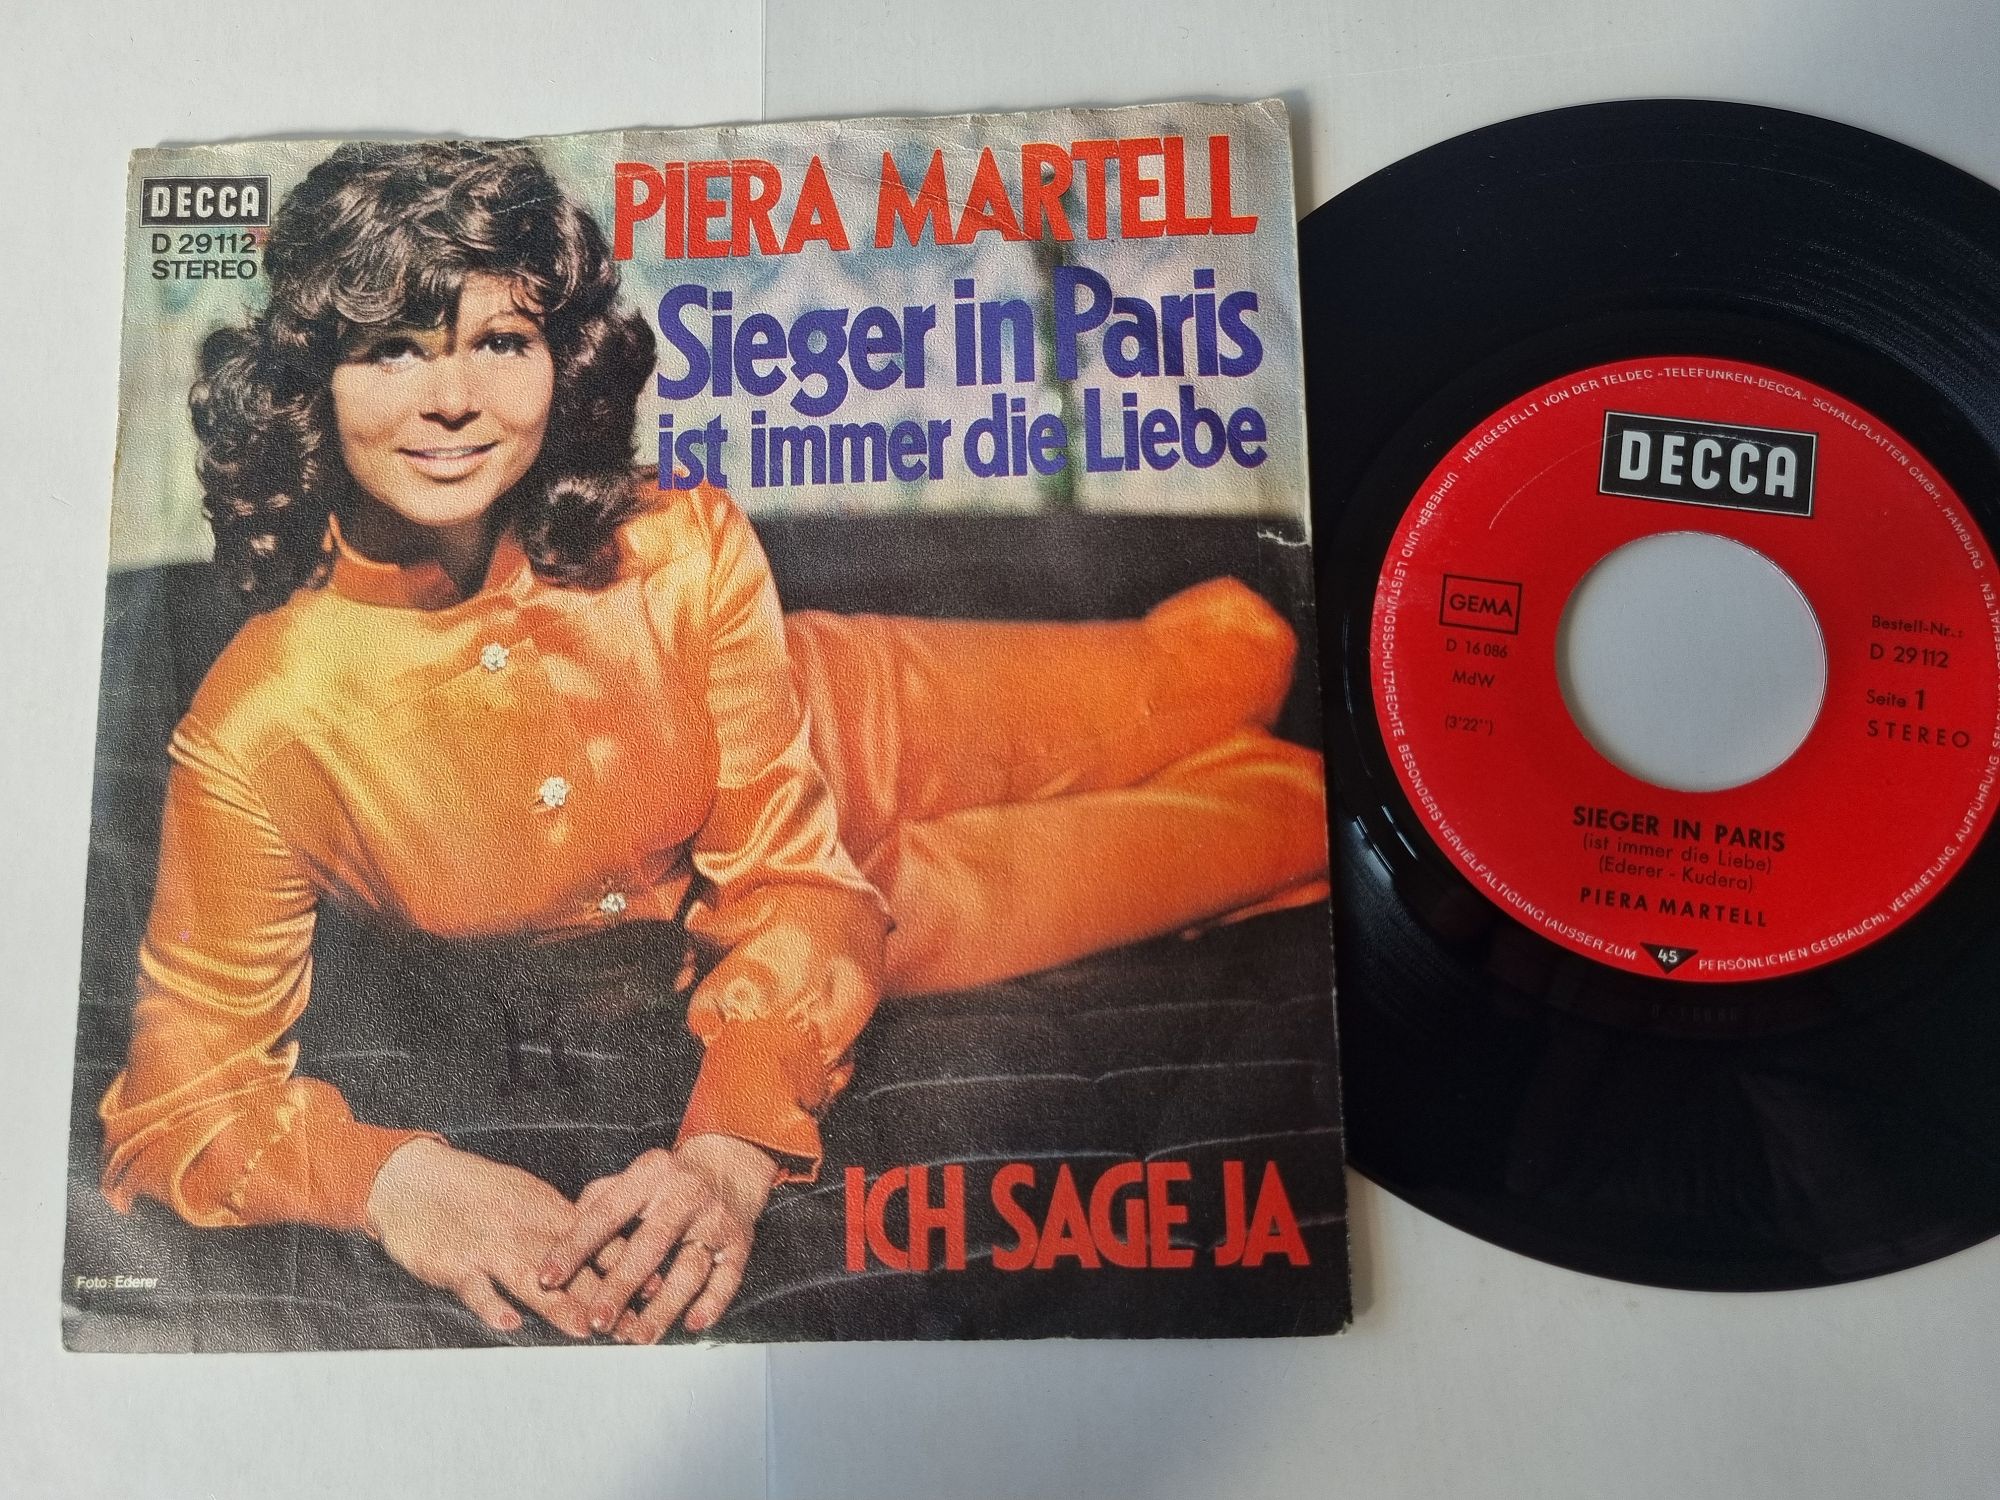 DECCA
D 29112
STEREO
PIERA MARTELL
Sieger in Paris
ist immer die Liebe
ICH SAGE JA
Foto: Ederer
HERGESTELLT VON DER TELDEC »TELEFUNKEN-DECCA« SCHALLPLATTEN GMBH, HAMBURG
URHEBER- UND LEISTUNGSSCHUTZRECHTE, BESONDERS VERVIELFÄLTIGUNG (AUSSER ZUM PERSÖNLICHEN GEBRAUCH), VERMIETUNG, AUFFÜHRUNG,
DECCA
GEMA
D 16 086
MdW
(3'22'')
Bestell-Nr.:
D 29 112
Seite 1
STEREO
SIEGER IN PARIS
(ist immer die Liebe)
(Ederer - Kudera)
PIERA MARTELL
45